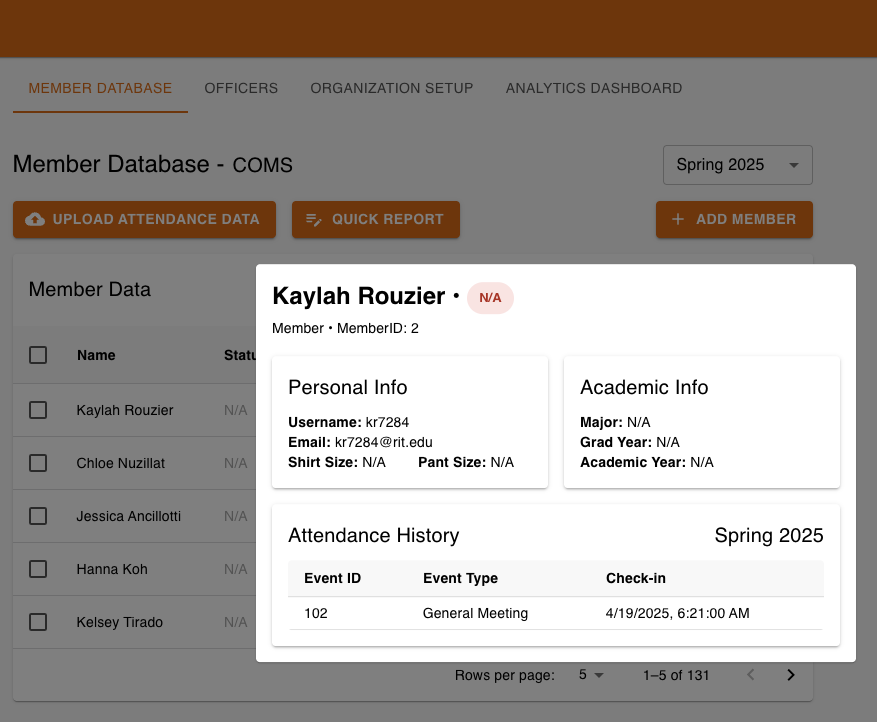 MEMBER DATABASE OFFICERS ORGANIZATION SETUP ANALYTICS DASHBOARD
Member Database - COMS Spring 2025
UPLOAD ATTENDANCE DATA QUICK REPORT + ADD MEMBER
Member Data
Name Statu
Kaylah Rouzier N/A
Chloe Nuzillat N/A
Jessica Ancillotti N/A
Hanna Koh N/A
Kelsey Tirado N/A
Kaylah Rouzier • N/A
Member • MemberID: 2
Personal Info
Username: kr7284
Email: kr7284@rit.edu
Shirt Size: N/A Pant Size: N/A
Academic Info
Major: N/A
Grad Year: N/A
Academic Year: N/A
Attendance History Spring 2025
Event ID Event Type Check-in
102 General Meeting 4/19/2025, 6:21:00 AM
Rows per page: 5 1–5 of 131